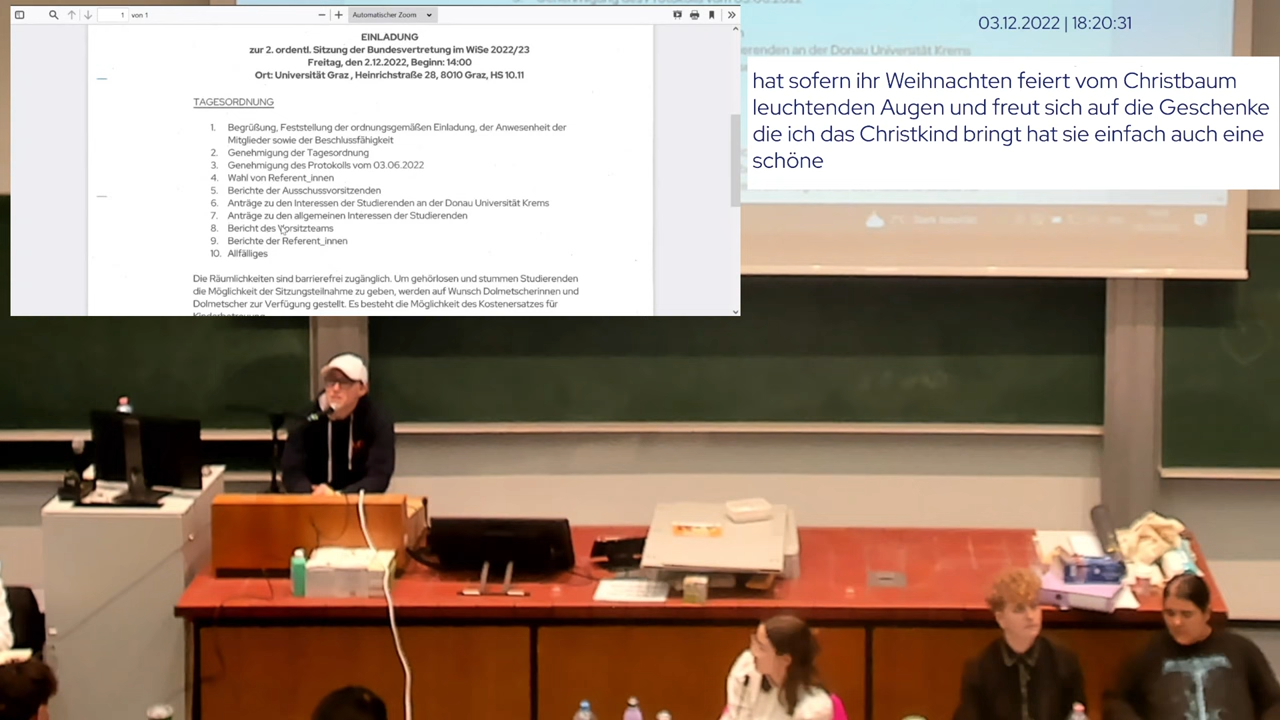 1 von 1
Automatischer Zoom
EINLADUNG
zur 2. ordentl. Sitzung der Bundesvertretung im WiSe 2022/23
Freitag, den 2.12.2022, Beginn: 14:00
Ort: Universität Graz , Heinrichstraße 28, 8010 Graz, HS 10.11
TAGESORDNUNG
1. Begrüßung, Feststellung der ordnungsgemäßen Einladung, der Anwesenheit der
Mitglieder sowie der Beschlussfähigkeit
2. Genehmigung der Tagesordnung
3. Genehmigung des Protokolls vom 03.06.2022
4. Wahl von Referent_innen
5. Berichte der Ausschussvorsitzenden
6. Anträge zu den Interessen der Studierenden an der Donau Universität Krems
7. Anträge zu den allgemeinen Interessen der Studierenden
8. Bericht des Vorsitzteams
9. Berichte der Referent_innen
10. Allfälliges
Die Räumlichkeiten sind barrierefrei zugänglich. Um gehörlosen und stummen Studierenden
die Möglichkeit der Sitzungsteilnahme zu geben, werden auf Wunsch Dolmetscherinnen und
Dolmetscher zur Verfügung gestellt. Es besteht die Möglichkeit des Kostenersatzes für
03.12.2022 | 18:20:31
erenden an der Donau Universität Krems
hat sofern ihr Weihnachten feiert vom Christbaum
leuchtenden Augen und freut sich auf die Geschenke
die ich das Christkind bringt hat sie einfach auch eine
schöne